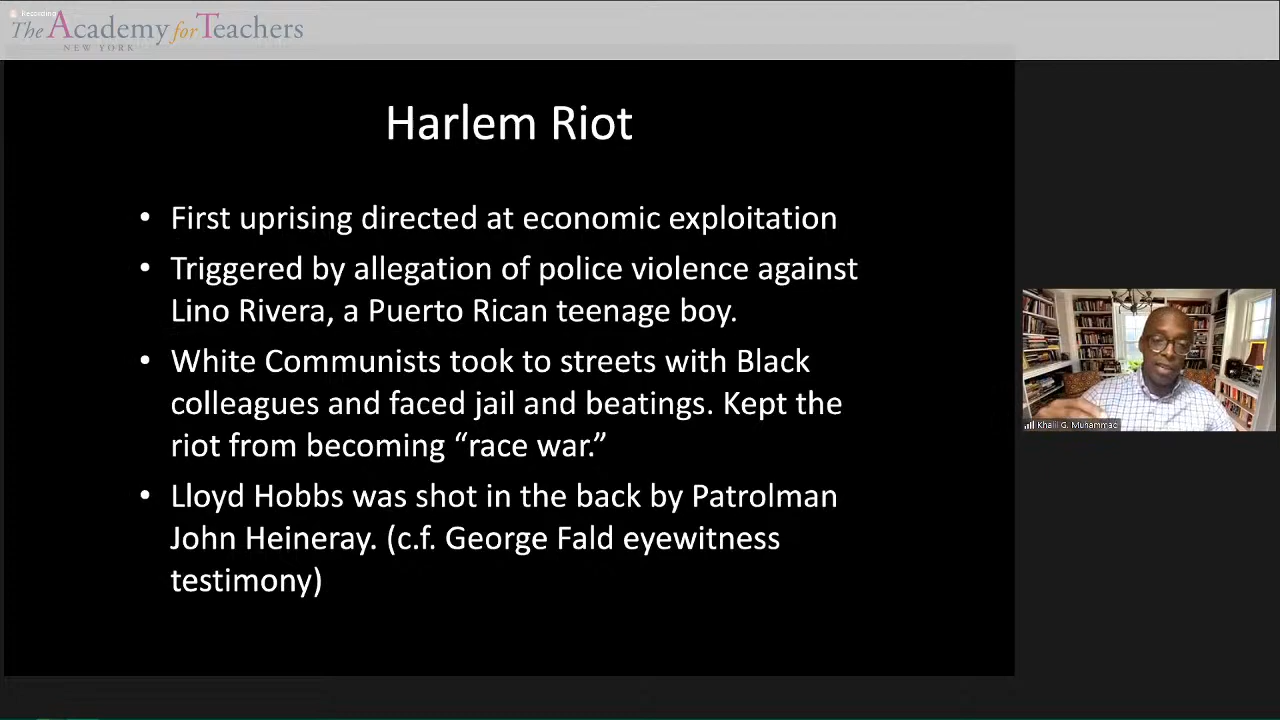 Recording
The Academy for Teachers
NEW YORK
Harlem Riot
• First uprising directed at economic exploitation
• Triggered by allegation of police violence against
Lino Rivera, a Puerto Rican teenage boy.
• White Communists took to streets with Black
colleagues and faced jail and beatings. Kept the
riot from becoming “race war.”
• Lloyd Hobbs was shot in the back by Patrolman
John Heineray. (c.f. George Fald eyewitness
testimony)
Khalil G. Muhammad